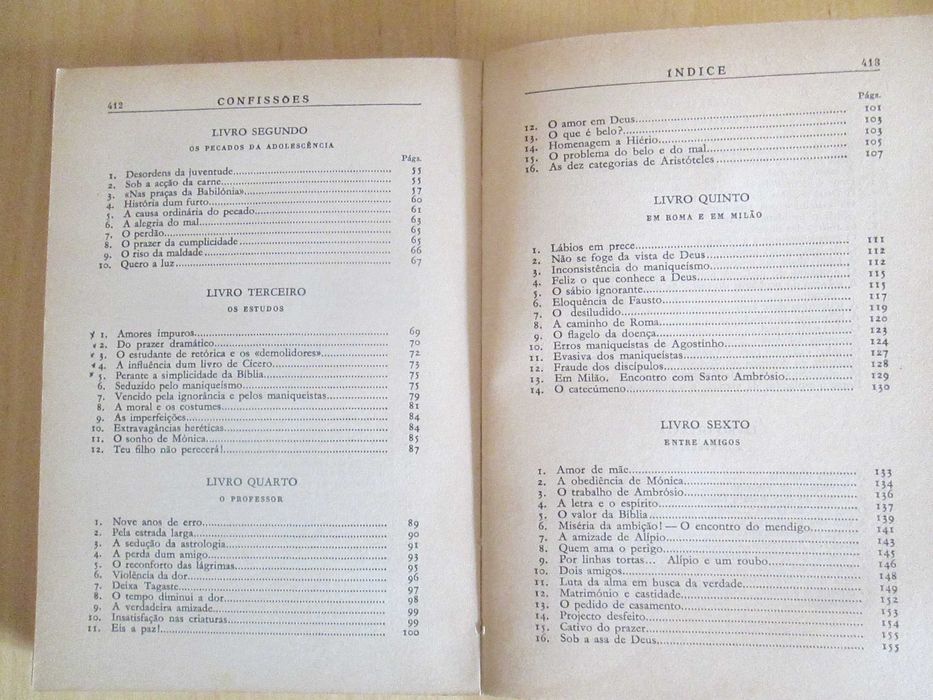 412 CONFISSÕES
LIVRO SEGUNDO
OS PECADOS DA ADOLESCÊNCIA
Págs.
1. Desordens da juventude 55
2. Sob a acção da carne 55
3. «Nas praças da Babilónia» 57
4. História dum furto 60
5. A causa ordinária do pecado 61
6. A alegria do mal 63
7. O perdão 65
8. O prazer da cumplicidade 65
9. O riso da maldade 66
10. Quero a luz 67
LIVRO TERCEIRO
OS ESTUDOS
1. Amores impuros 69
2. Do prazer dramático 70
3. O estudante de retórica e os «demolidores» 72
4. A influência dum livro de Cícero 73
5. Perante a simplicidade da Bíblia 75
6. Seduzido pelo maniqueísmo 75
7. Vencido pela ignorância e pelos maniqueístas 79
8. A moral e os costumes 81
9. As imperfeições 84
10. Extravagâncias heréticas 84
11. O sonho de Mónica 85
12. Teu filho não perecerá! 87
LIVRO QUARTO
O PROFESSOR
1. Nove anos de erro 89
2. Pela estrada larga 90
3. A sedução da astrologia 91
4. A perda dum amigo 93
5. O reconforto das lágrimas 95
6. Violência da dor 96
7. Deixa Tagaste 97
8. O tempo diminui a dor 98
9. A verdadeira amizade 99
10. Insatisfação nas criaturas 99
11. Eis a paz! 100
ÍNDICE 413
Págs.
12. O amor em Deus 101
13. O que é belo? 103
14. Homenagem a Hiério 103
15. O problema do belo e do mal 105
16. As dez categorias de Aristóteles 107
LIVRO QUINTO
EM ROMA E EM MILÃO
1. Lábios em prece 111
2. Não se foge da vista de Deus 112
3. Inconsistência do maniqueísmo 112
4. Feliz o que conhece a Deus 115
5. O sábio ignorante 115
6. Eloquência de Fausto 117
7. O desiludido 119
8. A caminho de Roma 120
9. O flagelo da doença 123
10. Erros maniqueístas de Agostinho 124
11. Evasiva dos maniqueístas 127
12. Fraude dos discípulos 128
13. Em Milão. Encontro com Santo Ambrósio 129
14. O catecúmeno 130
LIVRO SEXTO
ENTRE AMIGOS
1. Amor de mãe 133
2. A obediência de Mónica 134
3. O trabalho de Ambrósio 136
4. A letra e o espírito 137
5. O valor da Bíblia 139
6. Miséria da ambição! — O encontro do mendigo 141
7. A amizade de Alípio 143
8. Quem ama o perigo 145
9. Por linhas tortas... Alípio e um roubo 146
10. Dois amigos 148
11. Luta da alma em busca da verdade 149
12. Matrimónio e castidade 152
13. O pedido de casamento 153
14. Projecto desfeito 154
15. Cativo do prazer 155
16. Sob a asa de Deus 155